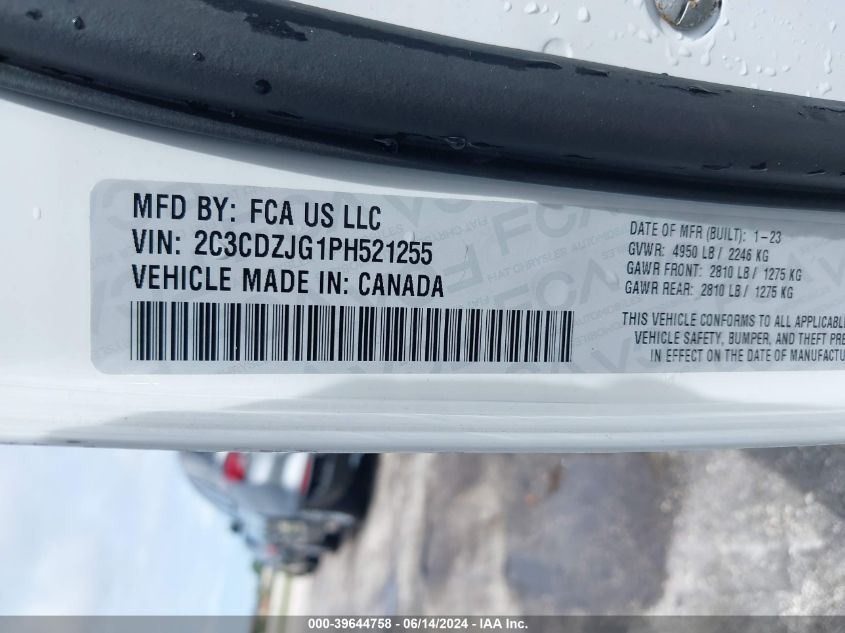 MFD BY: FCA US LLC
VIN: 2C3CDZJG1PH521255
VEHICLE MADE IN: CANADA
DATE OF MFR (BUILT): 1-23
GVWR: 4950 LB / 2246 KG
GAWR FRONT: 2810 LB / 1275 KG
GAWR REAR: 2810 LB / 1275 KG
THIS VEHICLE CONFORMS TO ALL APPLICABLE
VEHICLE SAFETY, BUMPER, AND THEFT PRE
IN EFFECT ON THE DATE OF MANUFACTU
000-39644758 - 06/14/2024 - IAA Inc.